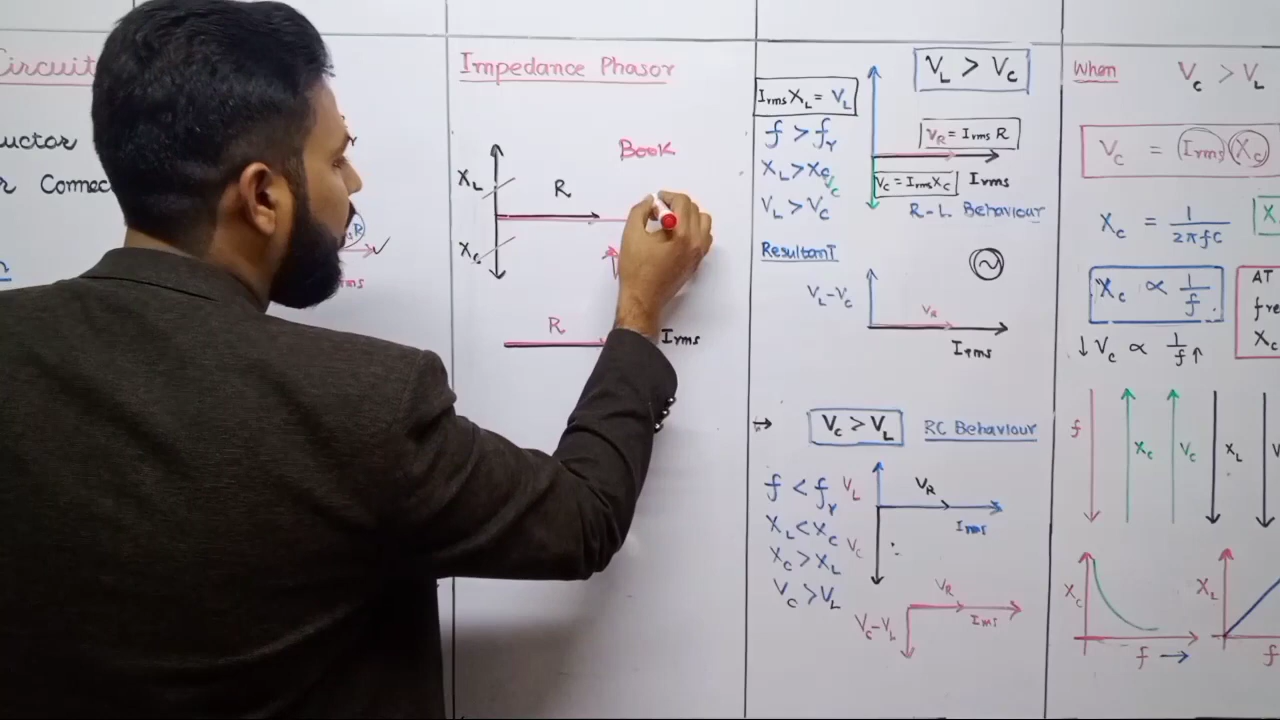 Circuit
uctor
r Connec
R
rms
Impedance Phasor
Book
X_L
R
X_C
R
Irms
V_L > V_C
Irms X_L = V_L
f > f_r
X_L > X_C
V_C
V_L > V_C
V_R = Irms R
V_C = Irms X_C
Irms
R-L Behaviour
Resultant
V_L-V_C
V_R
Irms
V_C > V_L
RC Behaviour
f < f_r
X_L < X_C
X_C > X_L
V_C > V_L
V_L
V_R
Irms
V_C
V_R
V_C-V_L
Irms
When V_C > V_L
V_C = Irms X_C
X_C = 1/2πfC
X
X_C ∝ 1/f
AT
fre
X_C
↓V_C ∝ 1/f↑
f X_C V_C X_L V
X_C
f →
X_L
f